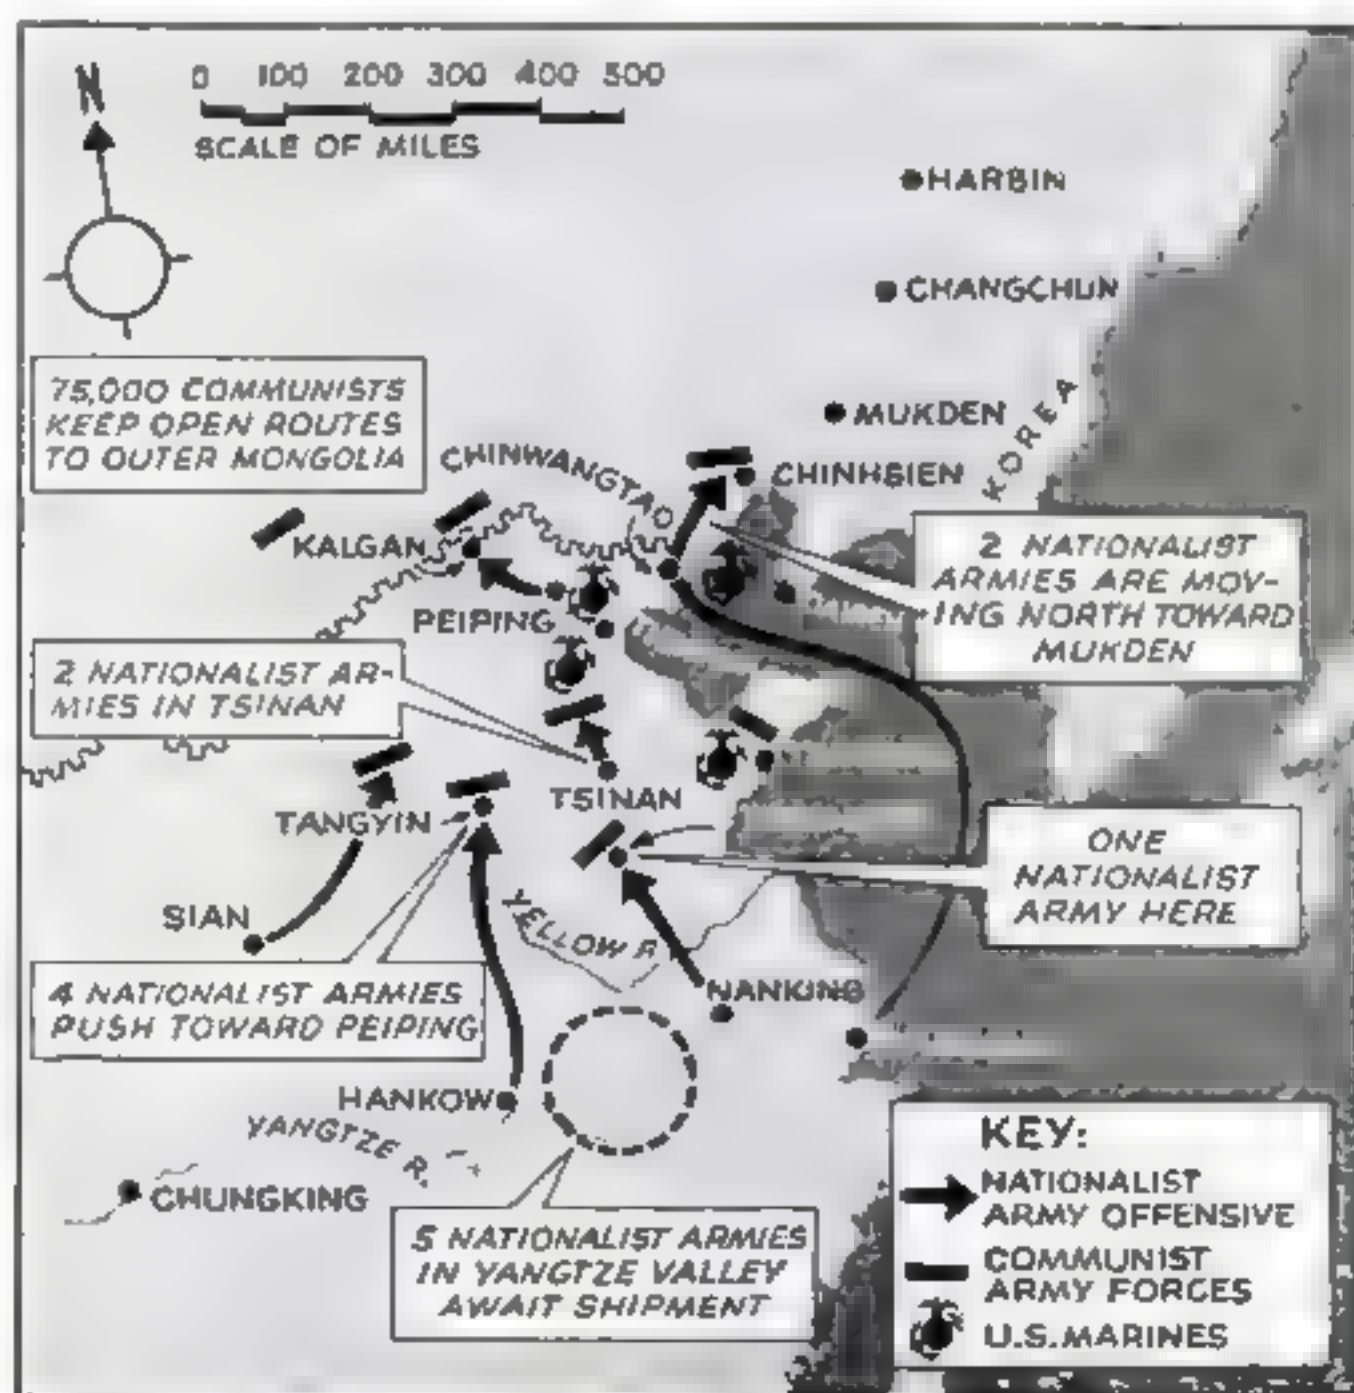 N
0 100 200 300 400 500
SCALE OF MILES
HARBIN
CHANGCHUN
75,000 COMMUNISTS
KEEP OPEN ROUTES
TO OUTER MONGOLIA
MUKDEN
KOREA
CHINWANGTAO
CHINHSIEN
KALGAN
2 NATIONALIST
ARMIES ARE MOV-
ING NORTH TOWARD
MUKDEN
PEIPING
2 NATIONALIST AR-
MIES IN TSINAN
TSINAN
TANGYIN
ONE
NATIONALIST
ARMY HERE
SIAN
YELLOW R.
4 NATIONALIST ARMIES
PUSH TOWARD PEIPING
NANKING
HANKOW
YANGTZE R.
CHUNGKING
5 NATIONALIST ARMIES
IN YANGTZE VALLEY
AWAIT SHIPMENT
KEY:
NATIONALIST
ARMY OFFENSIVE
COMMUNIST
ARMY FORCES
U.S. MARINES